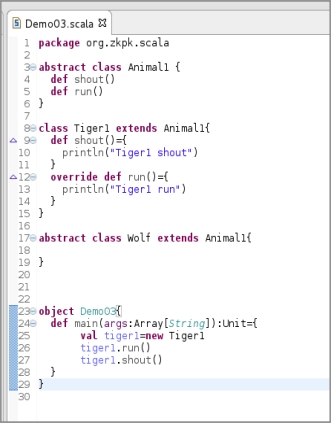 Demo03.scala
1 package org.zkpk.scala
2
3 abstract class Animal1 {
4 def shout()
5 def run()
6 }
7
8 class Tiger1 extends Animal1{
9 def shout()={
10 println("Tiger1 shout")
11 }
12 override def run()={
13 println("Tiger1 run")
14 }
15 }
16
17 abstract class Wolf extends Animal1{
18
19 }
20
21
22
23 object Demo03{
24 def main(args:Array[String]):Unit={
25 val tiger1=new Tiger1
26 tiger1.run()
27 tiger1.shout()
28 }
29 }
30